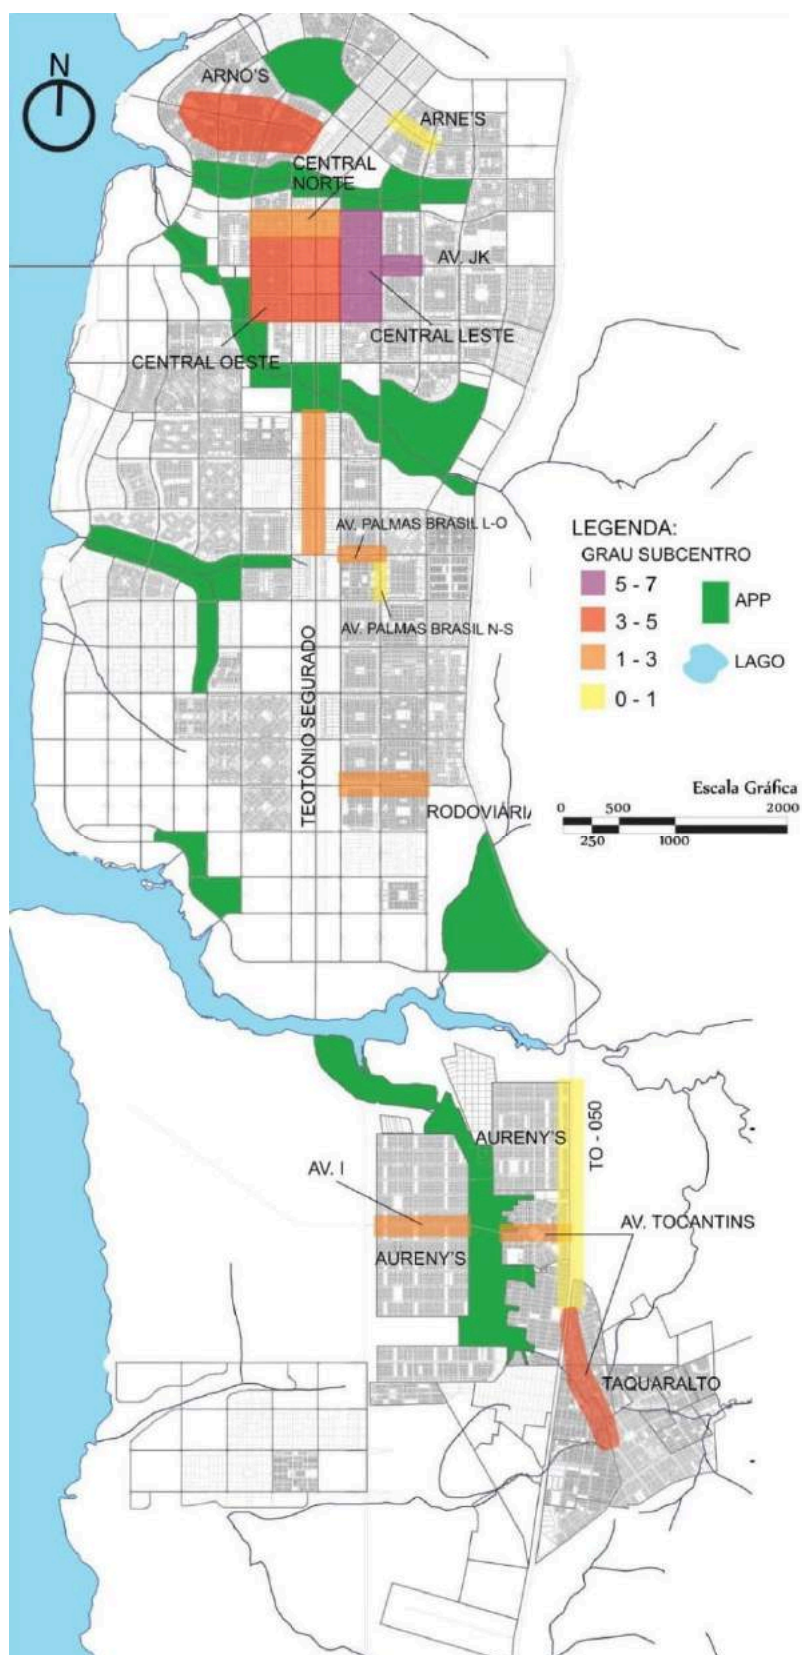 N
ARNO'S
ARNE'S
CENTRAL
NORTE
AV. JK
CENTRAL LESTE
CENTRAL OESTE
AV. PALMAS BRASIL L-O
AV. PALMAS BRASIL N-S
TEOTÔNIO SEGURADO
RODOVIÁRIA
LEGENDA:
GRAU SUBCENTRO
5 - 7
3 - 5
1 - 3
0 - 1
APP
LAGO
Escala Gráfica
0 500 2000
250 1000
AURENY'S
TO - 050
AV. I
AV. TOCANTINS
AURENY'S
TAQUARALTO